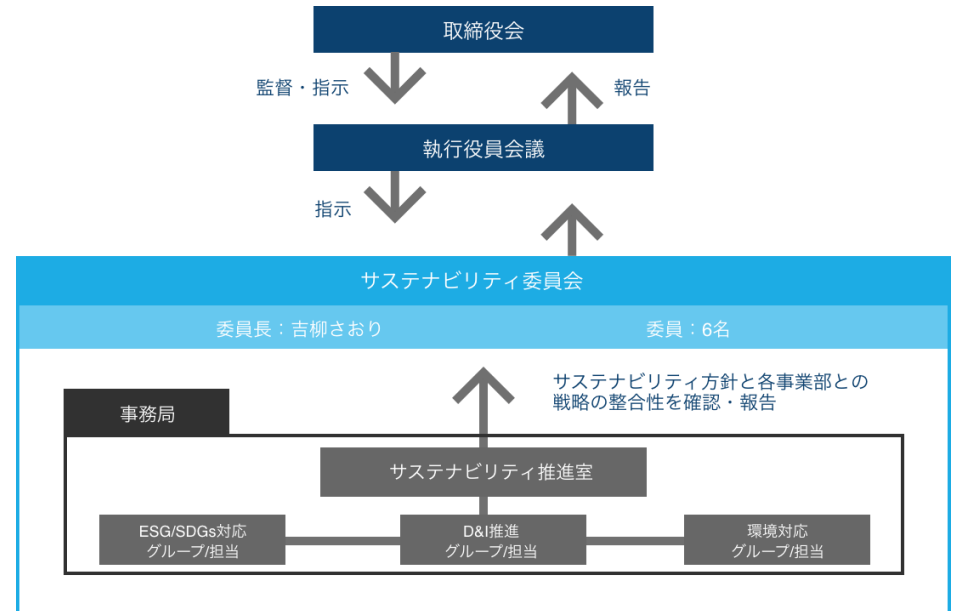 取締役会
監督・指示
報告
執行役員会議
指示
サステナビリティ委員会
委員長：吉柳さおり
委員：6名
サステナビリティ方針と各事業部との
戦略の整合性を確認・報告
事務局
サステナビリティ推進室
ESG/SDGs対応
グループ/担当
D&I推進
グループ/担当
環境対応
グループ/担当